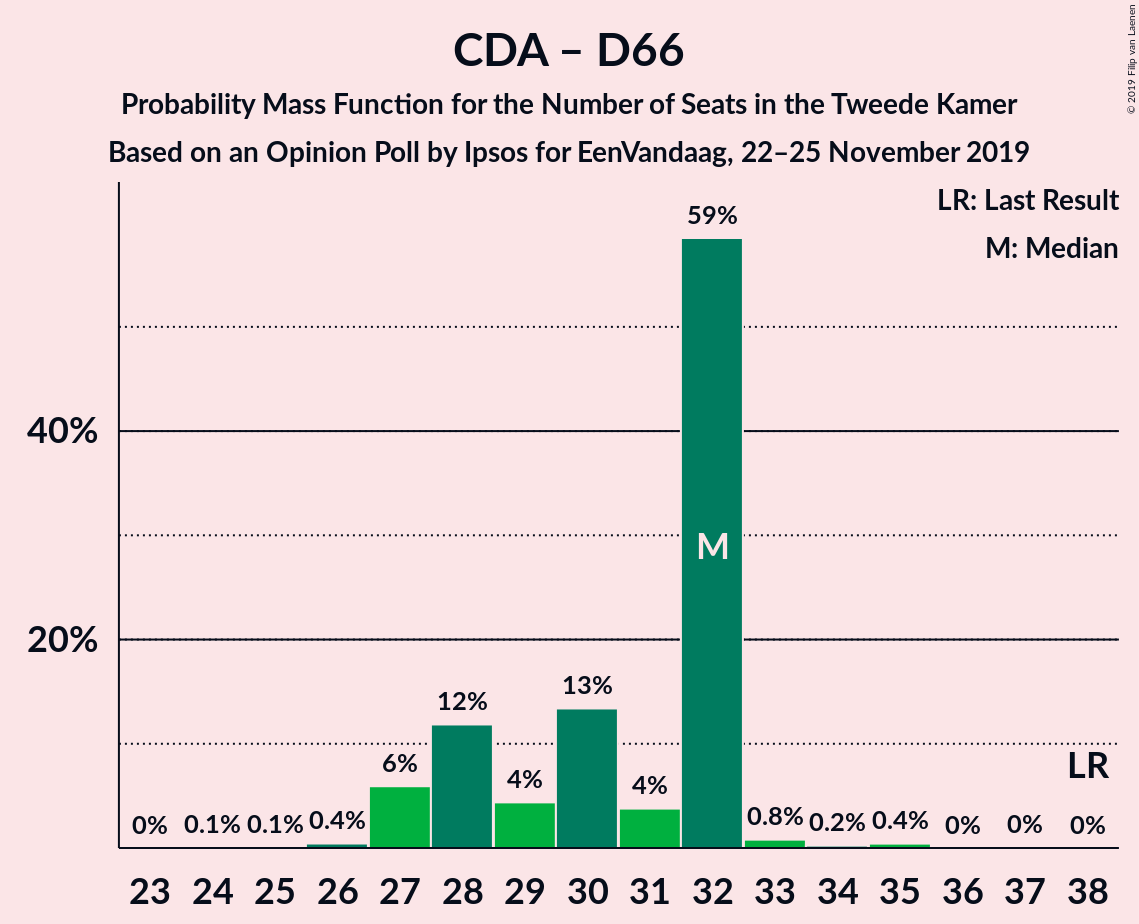 CDA – D66
Probability Mass Function for the Number of Seats in the Tweede Kamer
Based on an Opinion Poll by Ipsos for EenVandaag, 22–25 November 2019
© 2019 Filip van Laenen
LR: Last Result
M: Median
59%
40%
M
20%
13%
12%
6%
4%
4%
LR
0%
0.1%
0.1%
0.4%
0.8%
0.2%
0.4%
0%
0%
0%
23 24 25 26 27 28 29 30 31 32 33 34 35 36 37 38